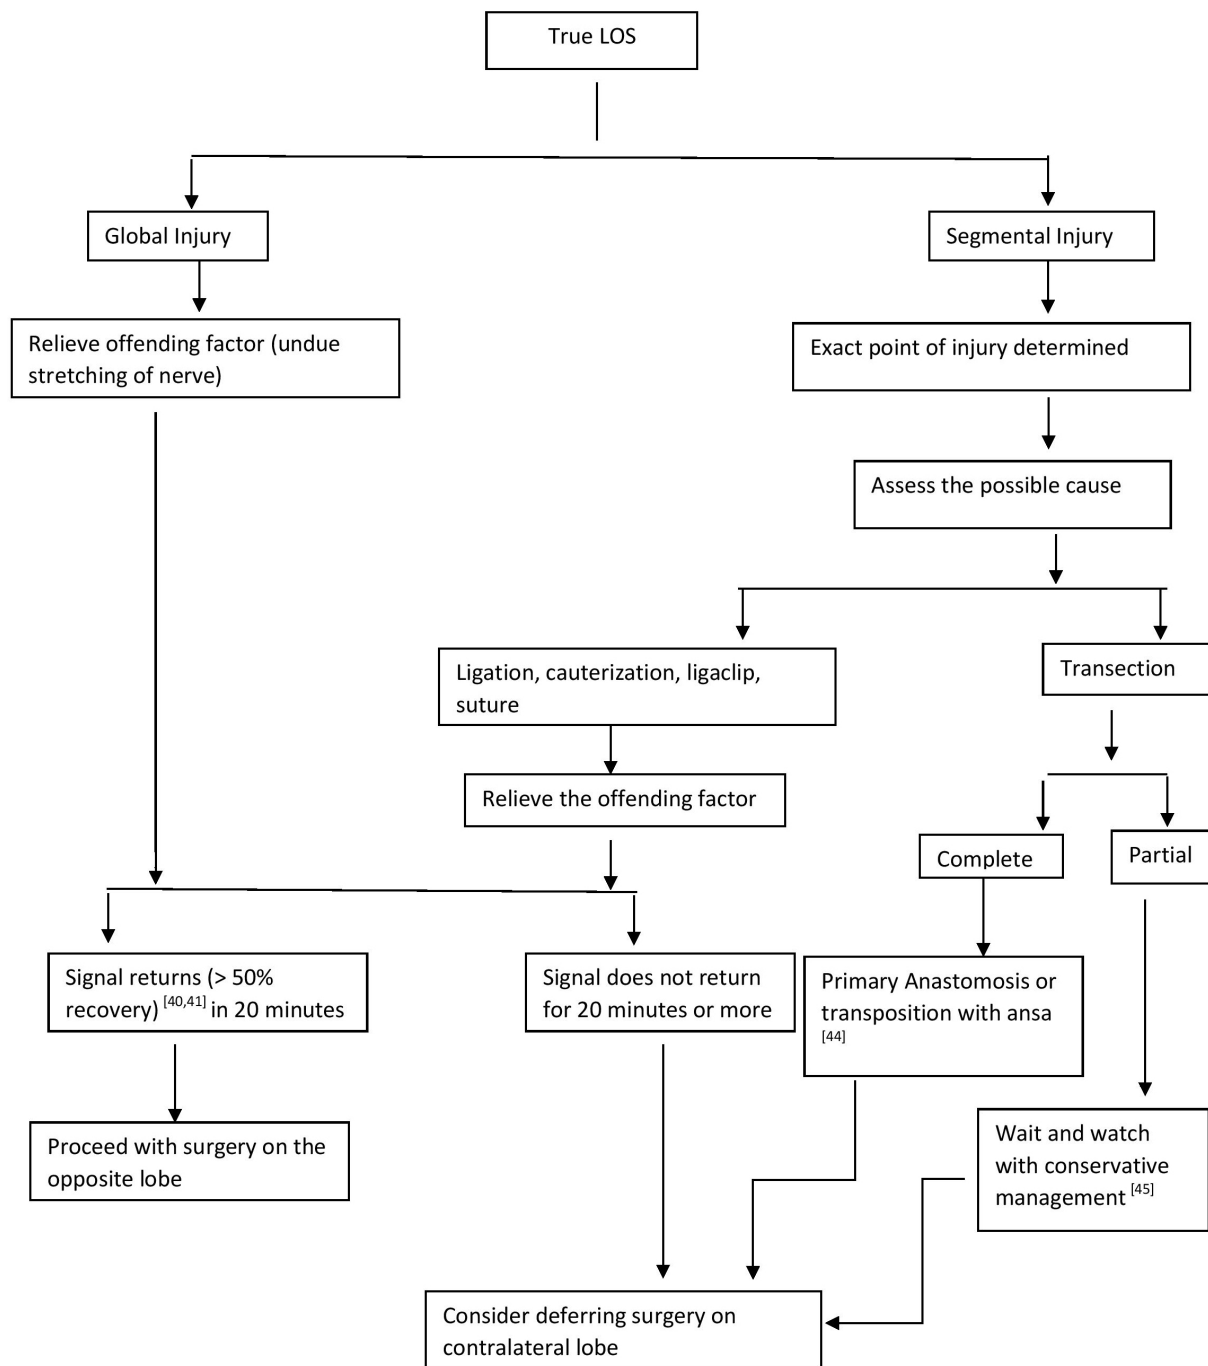 True LOS
Global Injury
Segmental Injury
Relieve offending factor (undue
stretching of nerve)
Exact point of injury determined
Assess the possible cause
Ligation, cauterization, ligaclip,
suture
Transection
Relieve the offending factor
Complete
Partial
Signal returns (> 50%
recovery) [40,41] in 20 minutes
Signal does not return
for 20 minutes or more
Primary Anastomosis or
transposition with ansa
[44]
Proceed with surgery on the
opposite lobe
Wait and watch
with conservative
management [45]
Consider deferring surgery on
contralateral lobe